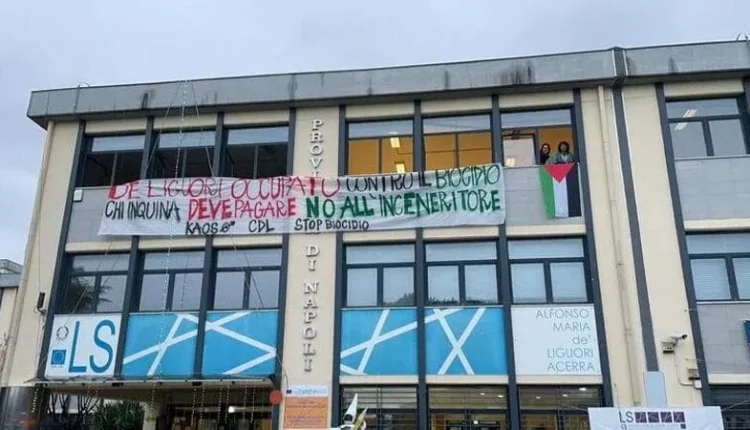 DE LIGUORI OCCUPATO CONTRO IL BIOCIDIO
CHI INQUINA DEVE PAGARE NO ALL'INCENERITORE
KAOS CDL STOP BIOCIDIO
PROVINCIA DI NAPOLI
LS
ALFONSO
MARIA
de'
LIGUORI
ACERRA
LS